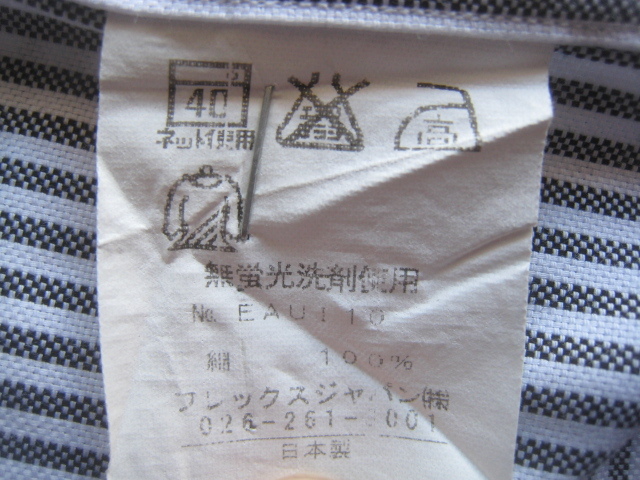 40
高
ネット使用
無蛍光洗剤使用
No. EAU110
綿 100%
フレックスジャパン㈱
026-261-3001
日本製